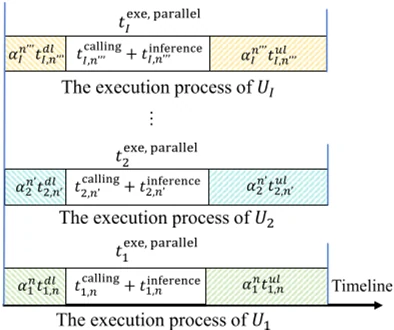 t_I^{exe, parallel}
α_I^{n'''} t_{I,n'''}^{dl} t_{I,n'''}^{calling} + t_{I,n'''}^{inference} α_I^{n'''} t_{I,n'''}^{ul}
The execution process of U_I
⋮
t_2^{exe, parallel}
α_2^{n'} t_{2,n'}^{dl} t_{2,n'}^{calling} + t_{2,n'}^{inference} α_2^{n'} t_{2,n'}^{ul}
The execution process of U_2
t_1^{exe, parallel}
α_1^n t_{1,n}^{dl} t_{1,n}^{calling} + t_{1,n}^{inference} α_1^n t_{1,n}^{ul} Timeline
The execution process of U_1